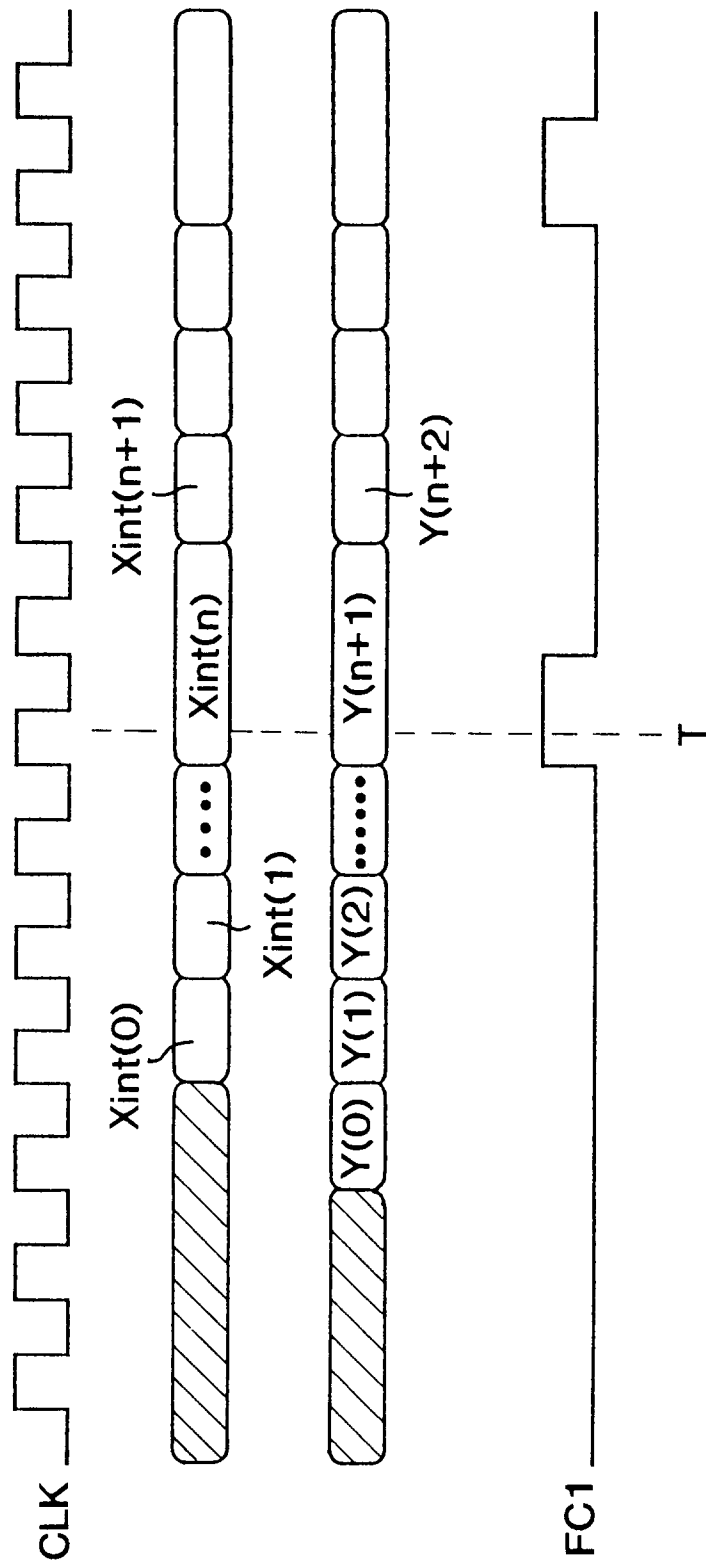 CLK
Xint(0)
Xint(1)
Xint(n)
Xint(n+1)
Y(0)
Y(1)
Y(2)
Y(n+1)
Y(n+2)
FC1
T